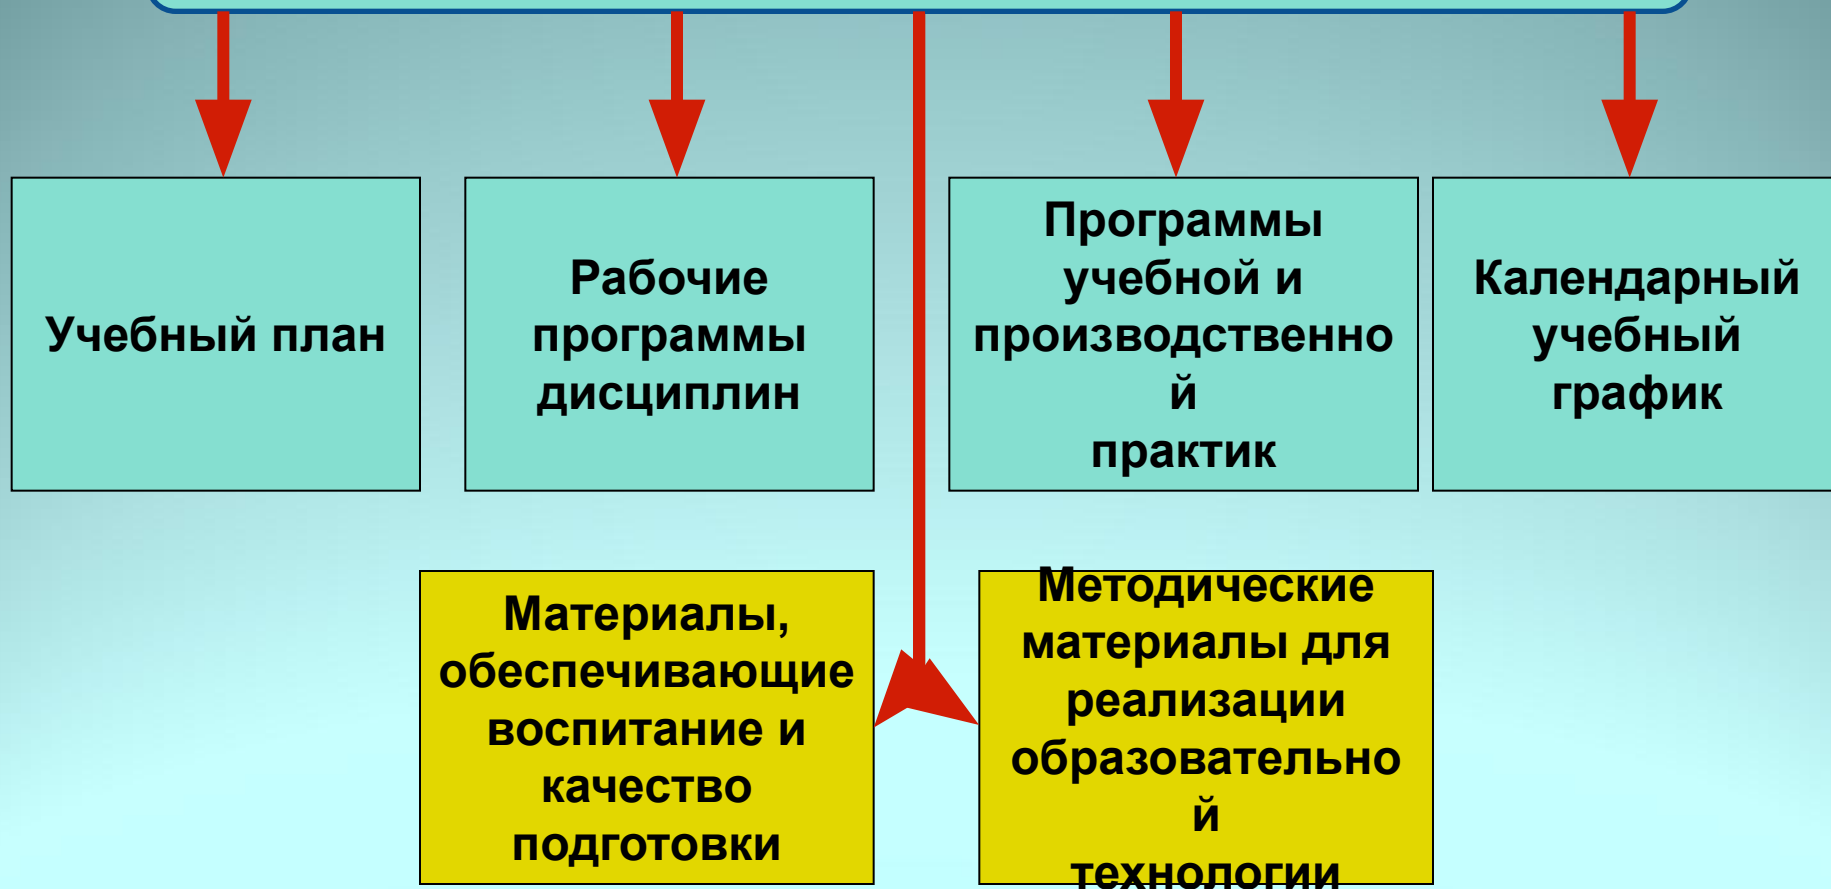 Учебный план
Рабочие
программы
дисциплин
Программы
учебной и
производственно
й
практик
Календарный
учебный
график
Материалы,
обеспечивающие
воспитание и
качество
подготовки
Методические
материалы для
реализации
образовательно
й
технологии